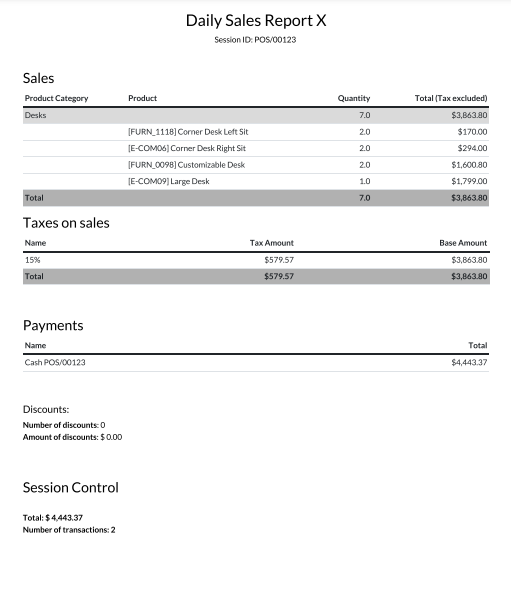 Daily Sales Report X
Session ID: POS/00123
Sales
Product Category Product Quantity Total (Tax excluded)
Desks 7.0 $3,863.80
[FURN_1118] Corner Desk Left Sit 2.0 $170.00
[E-COM06] Corner Desk Right Sit 2.0 $294.00
[FURN_0098] Customizable Desk 2.0 $1,600.80
[E-COM09] Large Desk 1.0 $1,799.00
Total 7.0 $3,863.80
Taxes on sales
Name Tax Amount Base Amount
15% $579.57 $3,863.80
Total $579.57 $3,863.80
Payments
Name Total
Cash POS/00123 $4,443.37
Discounts:
Number of discounts: 0
Amount of discounts: $ 0.00
Session Control
Total: $ 4,443.37
Number of transactions: 2